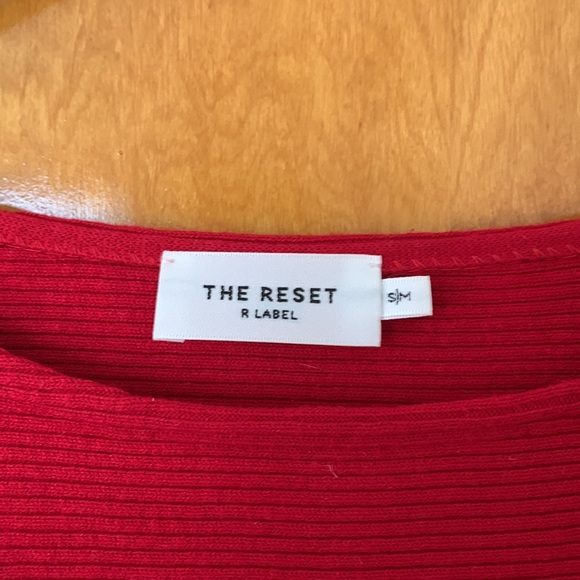 THE RESET
R LABEL
S|M